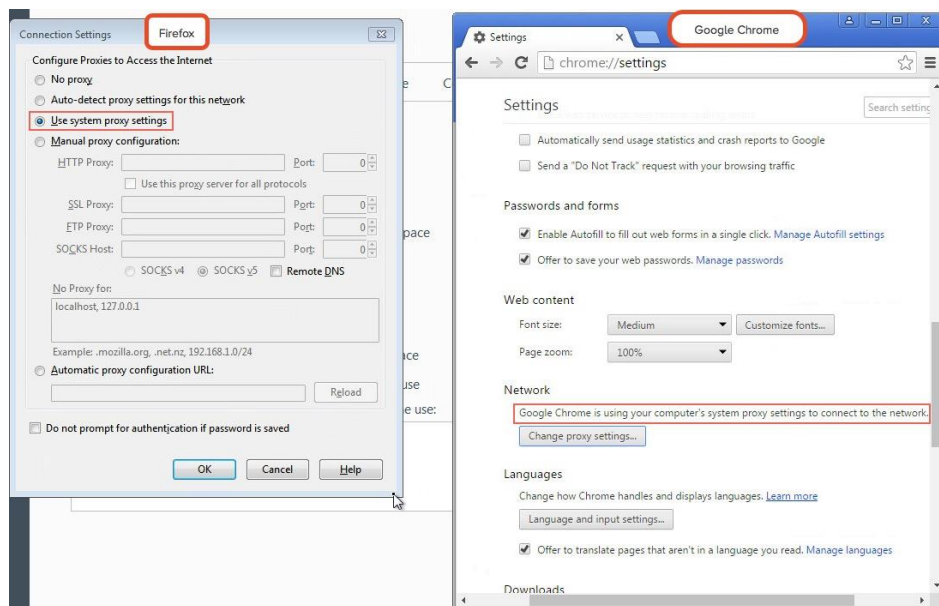 Connection Settings
Firefox
Configure Proxies to Access the Internet
No proxy
Auto-detect proxy settings for this network
Use system proxy settings
Manual proxy configuration:
HTTP Proxy: Port: 0
Use this proxy server for all protocols
SSL Proxy: Port: 0
FTP Proxy: Port: 0
SOCKS Host: Port: 0
SOCKS v4 SOCKS v5 Remote DNS
No Proxy for:
localhost, 127.0.0.1
Example: .mozilla.org, .net.nz, 192.168.1.0/24
Automatic proxy configuration URL:
Reload
Do not prompt for authentication if password is saved
OK Cancel Help
e C
pace
ace
use
e use:
Settings
Google Chrome
chrome://settings
Settings
Search setting
Automatically send usage statistics and crash reports to Google
Send a "Do Not Track" request with your browsing traffic
Passwords and forms
Enable Autofill to fill out web forms in a single click. Manage Autofill settings
Offer to save your web passwords. Manage passwords
Web content
Font size: Medium Customize fonts...
Page zoom: 100%
Network
Google Chrome is using your computer's system proxy settings to connect to the network.
Change proxy settings...
Languages
Change how Chrome handles and displays languages. Learn more
Language and input settings...
Offer to translate pages that aren't in a language you read. Manage languages
Downloads